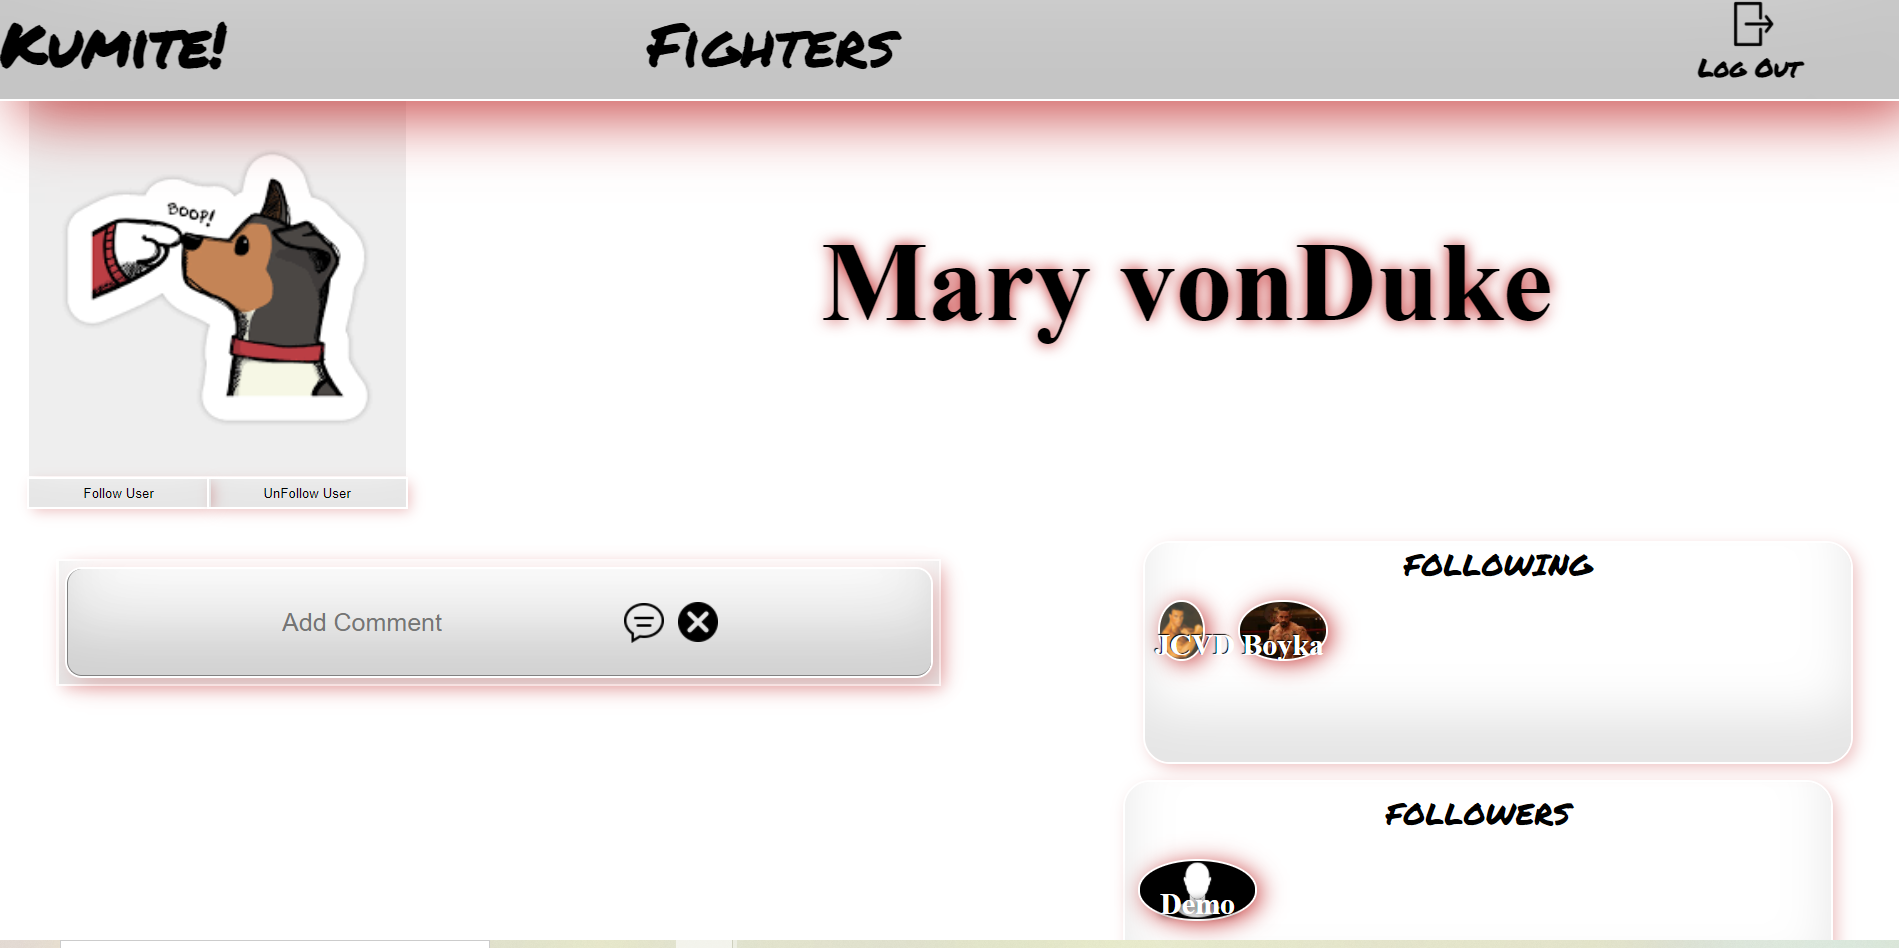 Kumite!
Fighters
Log Out
BOOP!
Mary vonDuke
Follow User
UnFollow User
Add Comment
FOLLOWING
JCVD
Boyka
FOLLOWERS
Demo